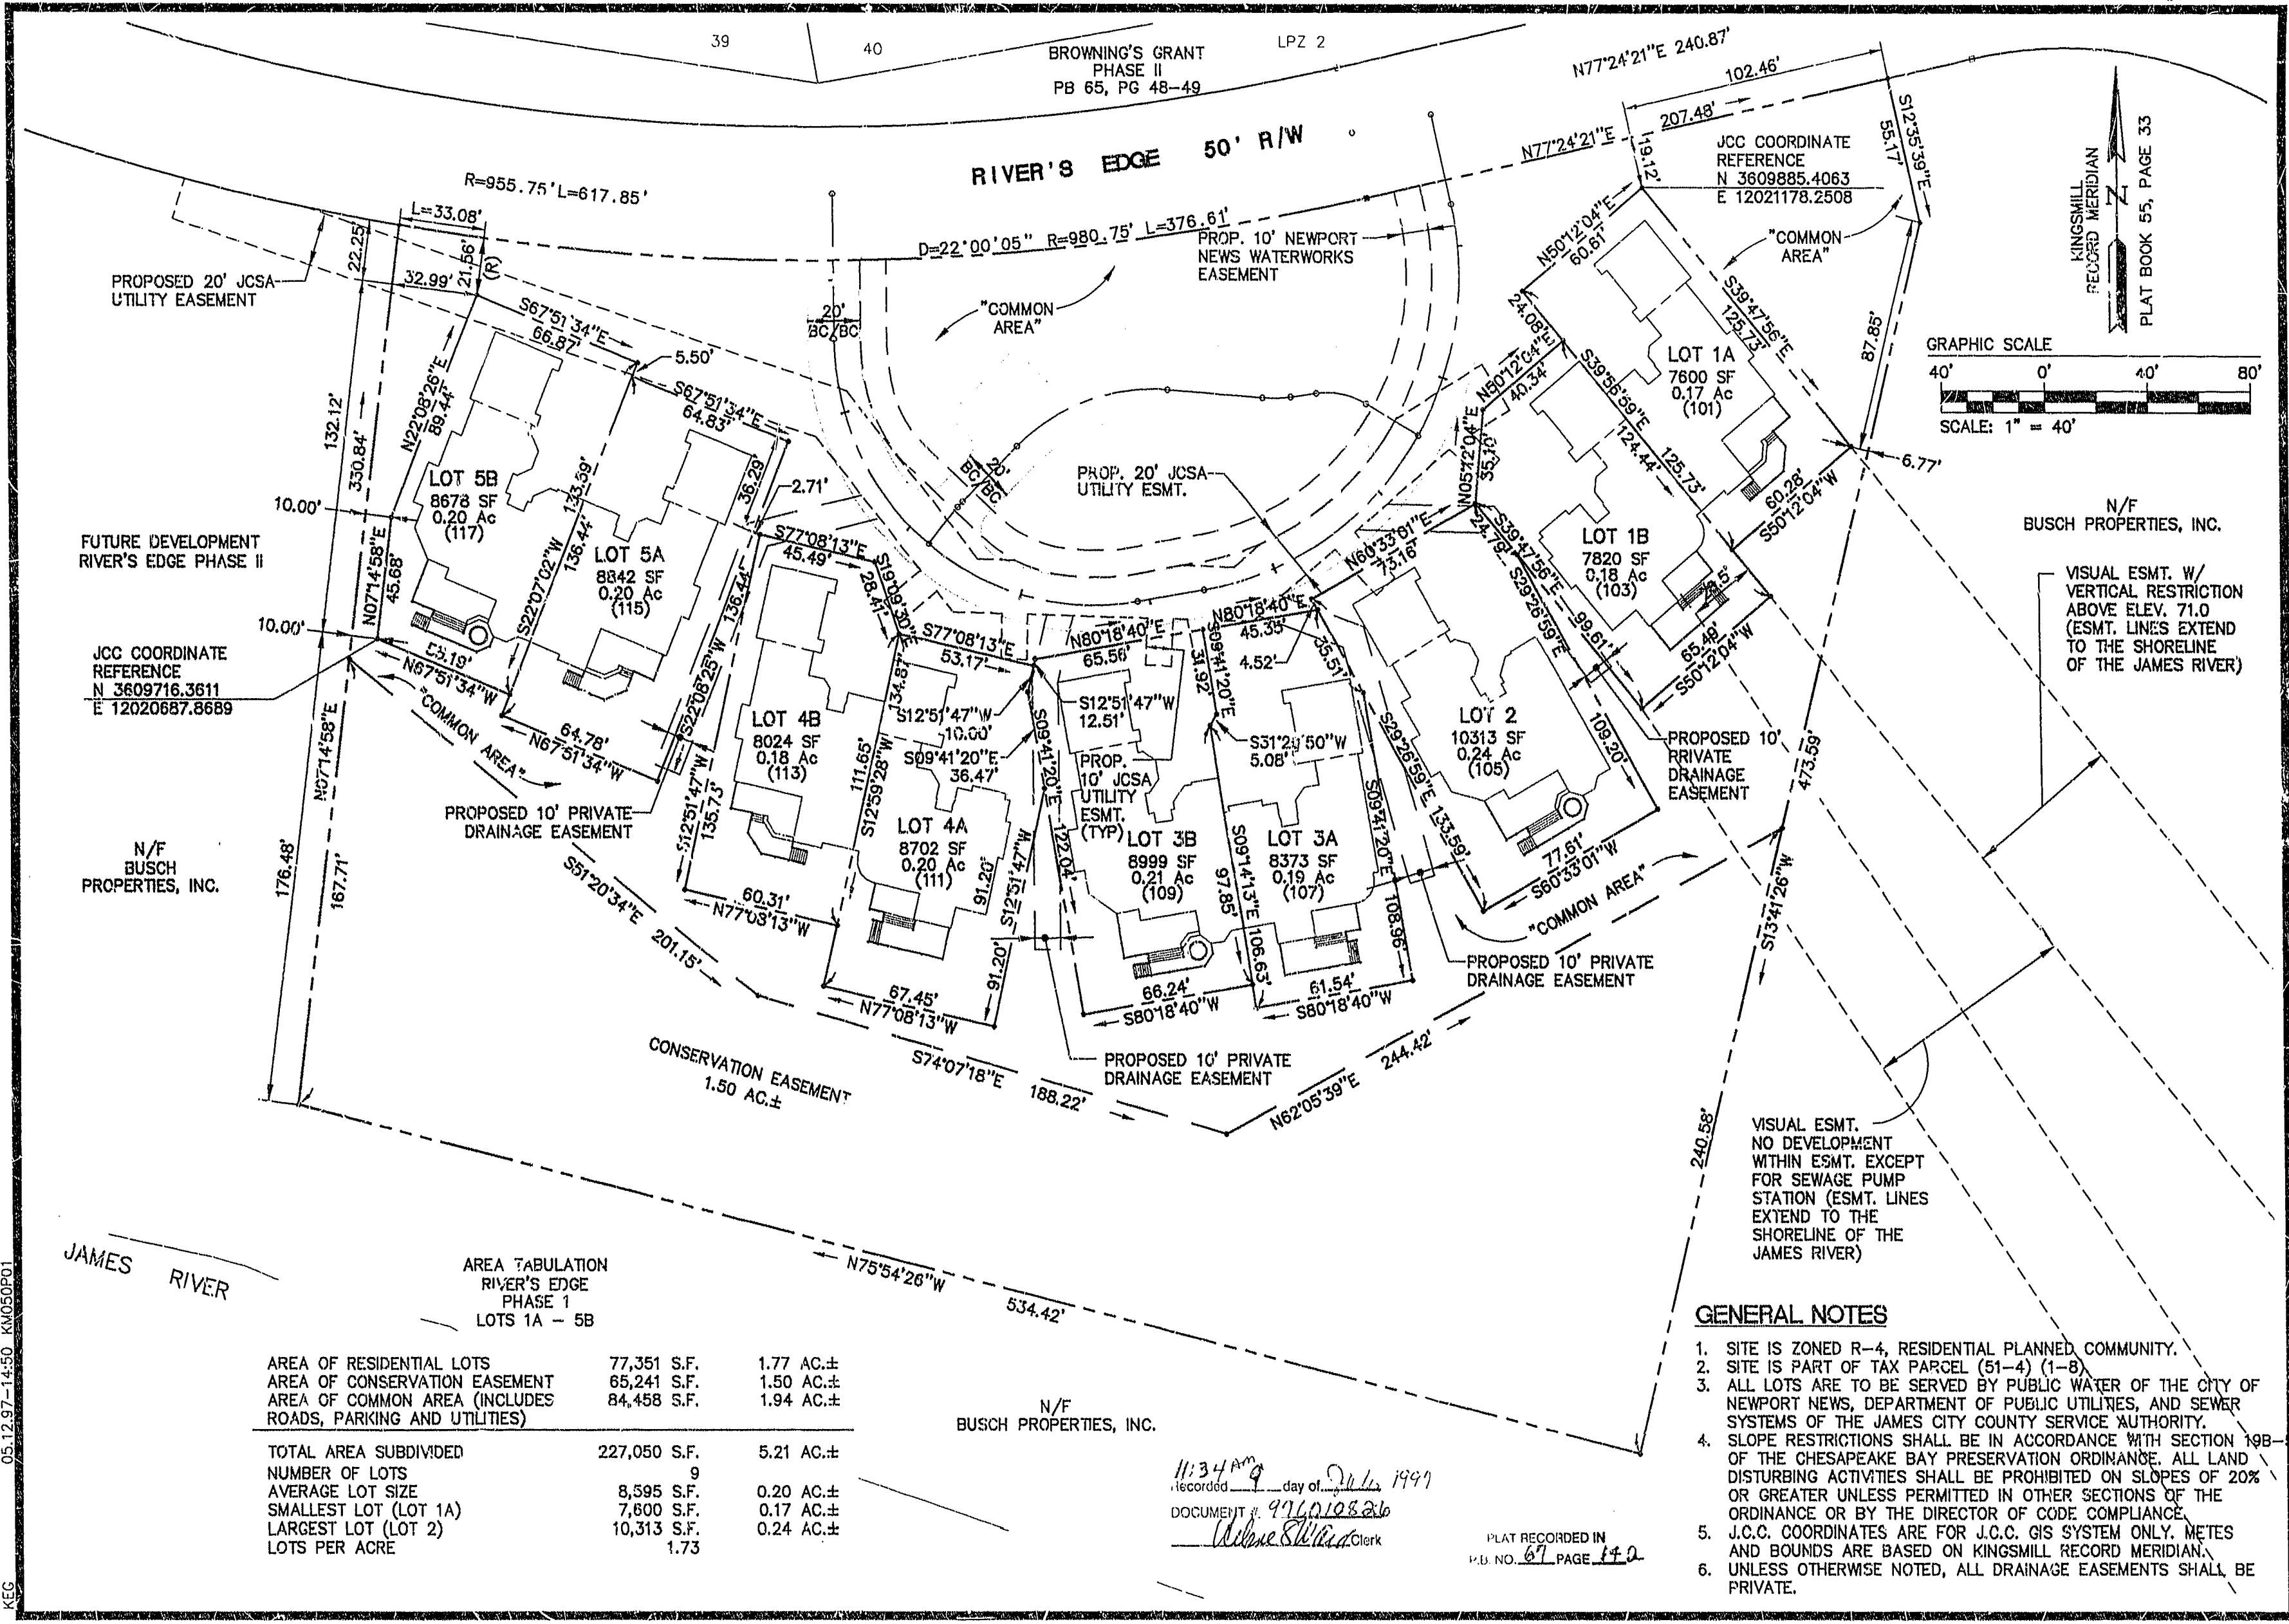 39
40
BROWNING'S GRANT
PHASE II
PB 65, PG 48-49
LPZ 2
N77°24'21"E 240.87'
102.46'
207.48'
N77°24'21"E
19.12'
S12°35'39"E
55.17'
JCC COORDINATE
REFERENCE
N 3609885.4063
E 12021178.2508
KINGSMILL
RECORD MERIDIAN
N
PLAT BOOK 55, PAGE 33
RIVER'S EDGE 50' R/W
R=955.75' L=617.85'
L=33.08'
D=22°00'05" R=980.75' L=376.61'
PROP. 10' NEWPORT
NEWS WATERWORKS
EASEMENT
"COMMON
AREA"
"COMMON
AREA"
PROPOSED 20' JCSA
UTILITY EASEMENT
22.25'
21.56'
(R)
32.99'
S67°51'34"E
66.87'
5.50'
S67°51'34"E
64.83'
20'
BC/BC
20'
BC/BC
N50°12'04"E
60.61'
24.08'
N50°12'04"E
40.34'
S39°47'56"E
125.73'
87.85'
LOT 1A
7600 SF
0.17 Ac
(101)
S39°56'59"E
124.44'
125.73'
GRAPHIC SCALE
40' 0' 40' 80'
SCALE: 1" = 40'
6.77'
60.28'
S50°12'04"W
N/F
BUSCH PROPERTIES, INC.
VISUAL ESMT. W/
VERTICAL RESTRICTION
ABOVE ELEV. 71.0
(ESMT. LINES EXTEND
TO THE SHORELINE
OF THE JAMES RIVER)
132.12'
330.84'
N22°08'26"E
89.44'
LOT 5B
8678 SF
0.20 Ac
(117)
10.00'
FUTURE DEVELOPMENT
RIVER'S EDGE PHASE II
N07°14'58"E
45.68'
10.00'
133.59'
136.44'
S22°07'02"W
LOT 5A
8842 SF
0.20 Ac
(115)
36.29'
2.71'
136.44'
S22°08'25"W
S77°08'13"E
45.49'
S19°09'30"E
28.47'
PROP. 20' JCSA
UTILITY ESMT.
N05°12'04"E
35.10'
N60°33'01"E
73.16'
24.79'
S39°47'56"E
99.61'
S29°26'59"E
109.20'
LOT 1B
7820 SF
0.18 Ac
(103)
65.49'
S50°12'04"W
JCC COORDINATE
REFERENCE
N 3609716.3611
E 12020687.8689
N67°51'34"W
"COMMON AREA"
64.78'
N67°51'34"W
LOT 4B
8024 SF
0.18 Ac
(113)
134.87'
111.65'
S12°59'28"W
S77°08'13"E
53.17'
N80°18'40"E
65.56'
N80°18'40"E
45.35'
4.52'
35.51'
S09°41'20"E
31.92'
S12°51'47"W
10.00'
S12°51'47"W
12.51'
S09°41'20"E
36.47'
S31°20'50"W
5.08'
S09°41'20"E
122.04'
PROP.
10' JCSA
UTILITY
ESMT.
(TYP)
S29°26'59"E
133.59'
LOT 2
10313 SF
0.24 Ac
(105)
PROPOSED 10'
PRIVATE
DRAINAGE
EASEMENT
473.59'
PROPOSED 10' PRIVATE
DRAINAGE EASEMENT
S12°51'47"W
135.73'
LOT 4A
8702 SF
0.20 Ac
(111)
LOT 3B
8999 SF
0.21 Ac
(109)
LOT 3A
8373 SF
0.19 Ac
(107)
S09°14'13"E
97.85'
106.63'
S09°41'20"E
108.96'
91.20'
S12°51'47"W
91.20'
77.61'
S60°33'01"W
"COMMON AREA"
S13°41'26"W
N/F
BUSCH
PROPERTIES, INC.
176.48'
167.71'
N07°14'58"E
S51°20'34"E 201.15'
60.31'
N77°08'13"W
67.45'
N77°08'13"W
66.24'
S80°18'40"W
61.54'
S80°18'40"W
PROPOSED 10' PRIVATE
DRAINAGE EASEMENT
PROPOSED 10' PRIVATE
DRAINAGE EASEMENT
CONSERVATION EASEMENT
1.50 AC.±
S74°07'18"E 188.22'
N62°05'39"E 244.42'
240.58'
VISUAL ESMT.
NO DEVELOPMENT
WITHIN ESMT. EXCEPT
FOR SEWAGE PUMP
STATION (ESMT. LINES
EXTEND TO THE
SHORELINE OF THE
JAMES RIVER)
JAMES RIVER
N75°54'26"W 534.42'
AREA TABULATION
RIVER'S EDGE
PHASE 1
LOTS 1A - 5B
AREA OF RESIDENTIAL LOTS 77,351 S.F. 1.77 AC.±
AREA OF CONSERVATION EASEMENT 65,241 S.F. 1.50 AC.±
AREA OF COMMON AREA (INCLUDES 84,458 S.F. 1.94 AC.±
ROADS, PARKING AND UTILITIES)
TOTAL AREA SUBDIVIDED 227,050 S.F. 5.21 AC.±
NUMBER OF LOTS 9
AVERAGE LOT SIZE 8,595 S.F. 0.20 AC.±
SMALLEST LOT (LOT 1A) 7,600 S.F. 0.17 AC.±
LARGEST LOT (LOT 2) 10,313 S.F. 0.24 AC.±
LOTS PER ACRE 1.73
N/F
BUSCH PROPERTIES, INC.
11:34 AM
Recorded 9 day of July 1997
DOCUMENT # 970010826
Clerk
PLAT RECORDED IN
P.B. NO. 67 PAGE 142
GENERAL NOTES
1. SITE IS ZONED R-4, RESIDENTIAL PLANNED COMMUNITY.
2. SITE IS PART OF TAX PARCEL (51-4) (1-8)
3. ALL LOTS ARE TO BE SERVED BY PUBLIC WATER OF THE CITY OF
NEWPORT NEWS, DEPARTMENT OF PUBLIC UTILITIES, AND SEWER
SYSTEMS OF THE JAMES CITY COUNTY SERVICE AUTHORITY.
4. SLOPE RESTRICTIONS SHALL BE IN ACCORDANCE WITH SECTION 19B-
OF THE CHESAPEAKE BAY PRESERVATION ORDINANCE. ALL LAND
DISTURBING ACTIVITIES SHALL BE PROHIBITED ON SLOPES OF 20%
OR GREATER UNLESS PERMITTED IN OTHER SECTIONS OF THE
ORDINANCE OR BY THE DIRECTOR OF CODE COMPLIANCE.
5. J.C.C. COORDINATES ARE FOR J.C.C. GIS SYSTEM ONLY. METES
AND BOUNDS ARE BASED ON KINGSMILL RECORD MERIDIAN.
6. UNLESS OTHERWISE NOTED, ALL DRAINAGE EASEMENTS SHALL BE
PRIVATE.
KEG 05.12.97-14:50 KM050P01